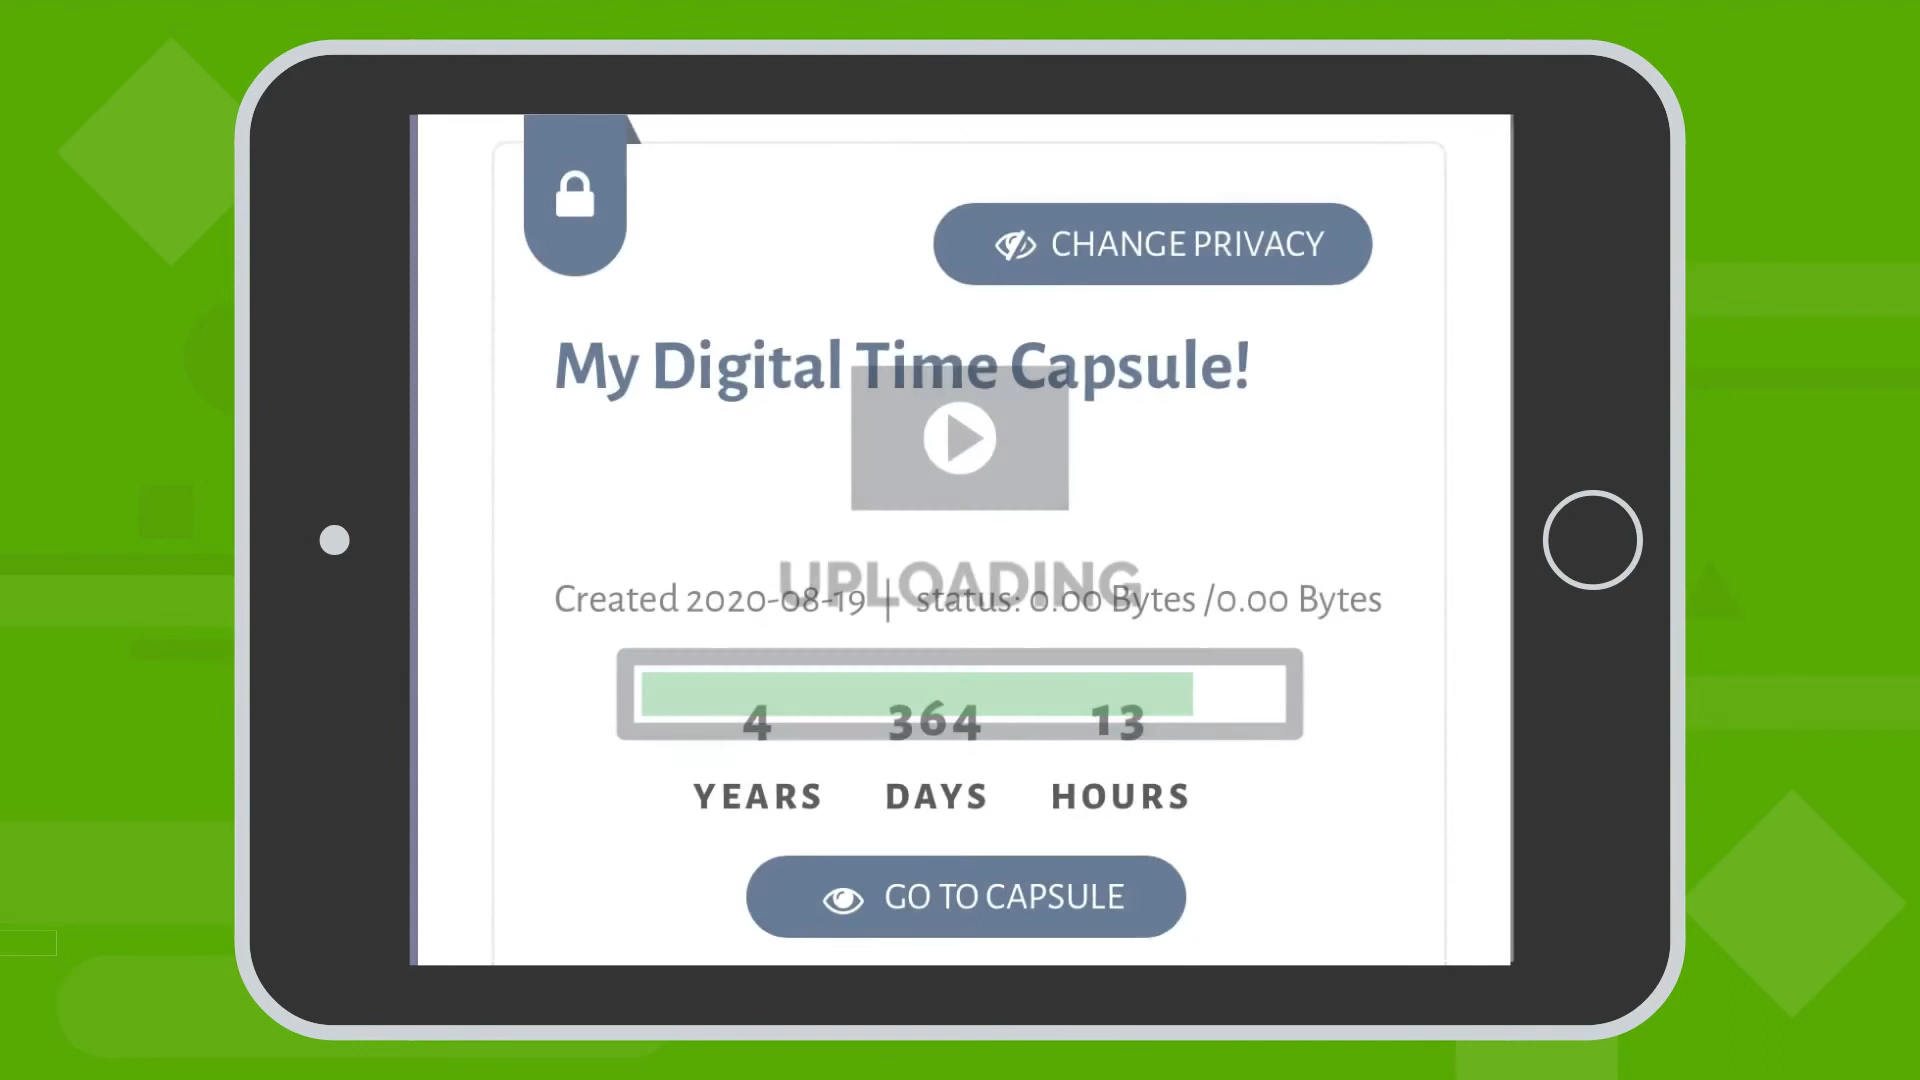 CHANGE PRIVACY
My Digital Time Capsule!
UPLOADING
Created 2020-08-19 | status: 0.00 Bytes /0.00 Bytes
4 364 13
YEARS DAYS HOURS
GO TO CAPSULE